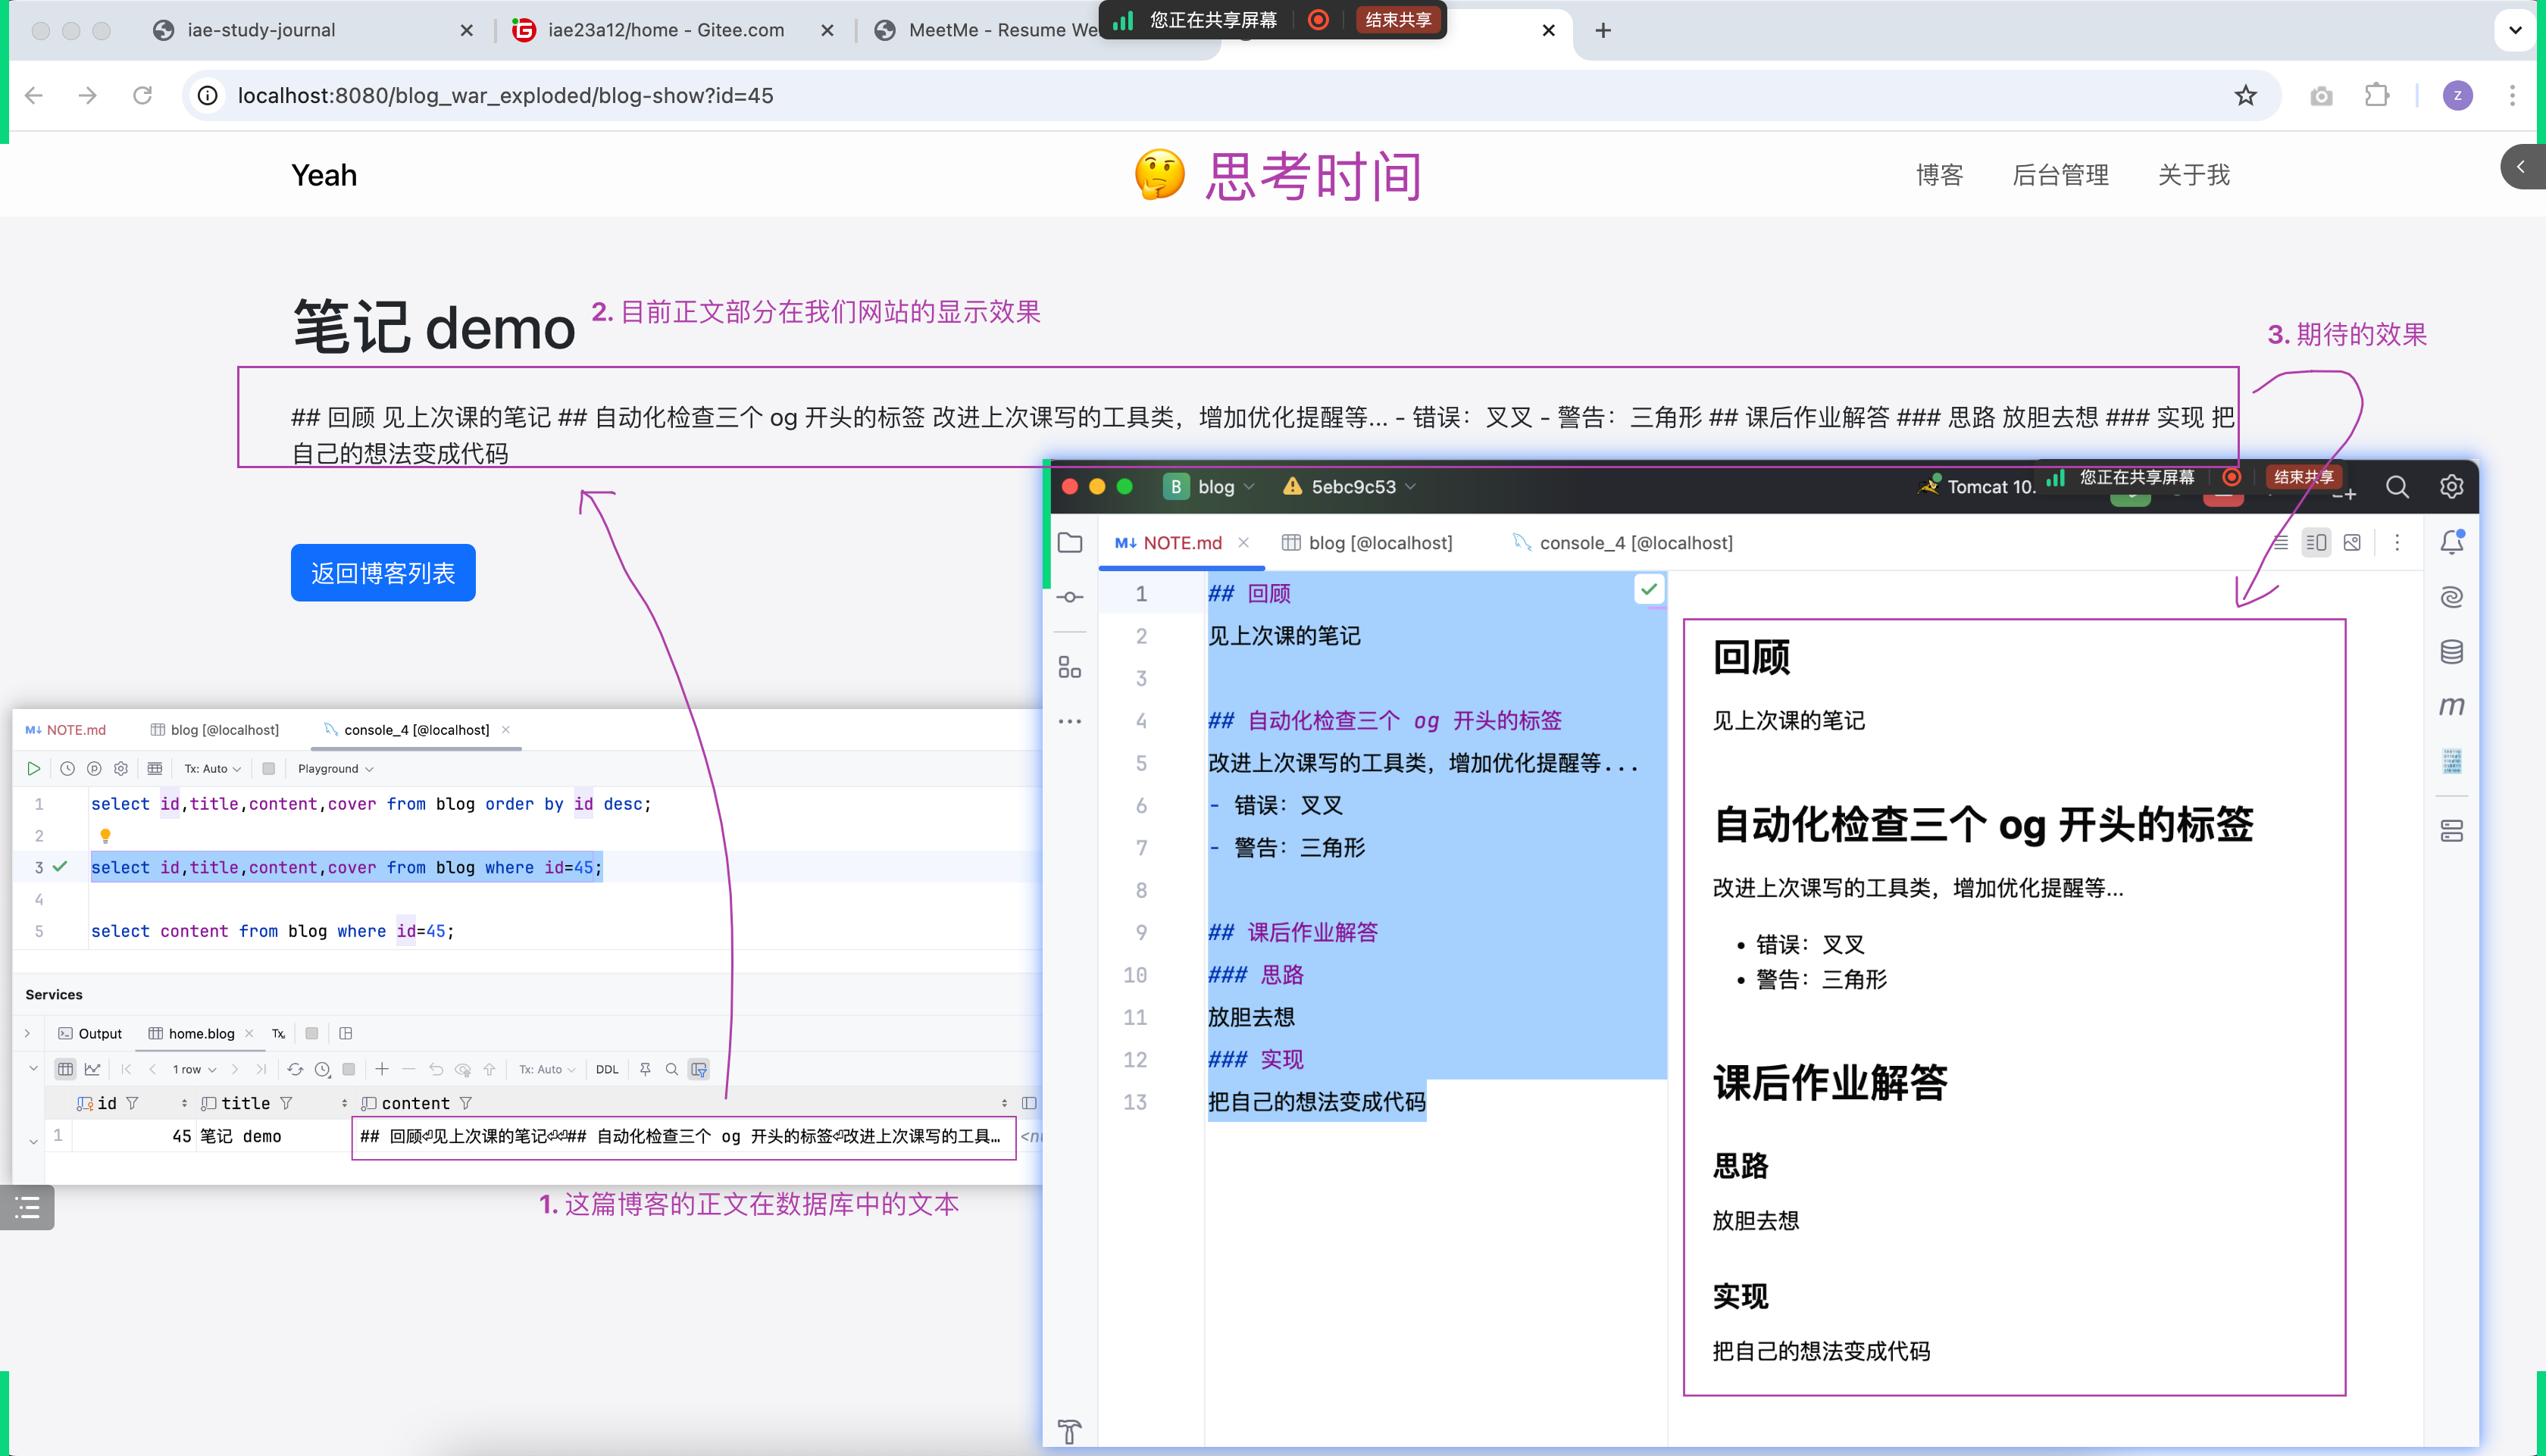 iae-study-journal
iae23a12/home - Gitee.com
MeetMe - Resume We
您正在共享屏幕
结束共享
localhost:8080/blog_war_exploded/blog-show?id=45
Z
Yeah
🤔 思考时间
博客
后台管理
关于我
笔记 demo
2. 目前正文部分在我们网站的显示效果
3. 期待的效果
## 回顾 见上次课的笔记 ## 自动化检查三个 og 开头的标签 改进上次课写的工具类，增加优化提醒等... - 错误：叉叉 - 警告：三角形 ## 课后作业解答 ### 思路 放胆去想 ### 实现 把
自己的想法变成代码
返回博客列表
NOTE.md
blog [@localhost]
console_4 [@localhost]
Tx: Auto
Playground
1 select id,title,content,cover from blog order by id desc;
2
3 select id,title,content,cover from blog where id=45;
4
5 select content from blog where id=45;
Services
Output
home.blog
Tx
1 row
Tx: Auto
DDL
id
title
content
1
45
笔记 demo
## 回顾⏎见上次课的笔记⏎⏎## 自动化检查三个 og 开头的标签⏎改进上次课写的工具…
1. 这篇博客的正文在数据库中的文本
B
blog
5ebc9c53
Tomcat 10.
您正在共享屏幕
结束共享
M↓ NOTE.md
blog [@localhost]
console_4 [@localhost]
1 ## 回顾
2 见上次课的笔记
3
4 ## 自动化检查三个 og 开头的标签
5 改进上次课写的工具类，增加优化提醒等...
6 - 错误：叉叉
7 - 警告：三角形
8
9 ## 课后作业解答
10 ### 思路
11 放胆去想
12 ### 实现
13 把自己的想法变成代码
回顾
见上次课的笔记
自动化检查三个 og 开头的标签
改进上次课写的工具类，增加优化提醒等...
• 错误：叉叉
• 警告：三角形
课后作业解答
思路
放胆去想
实现
把自己的想法变成代码
m